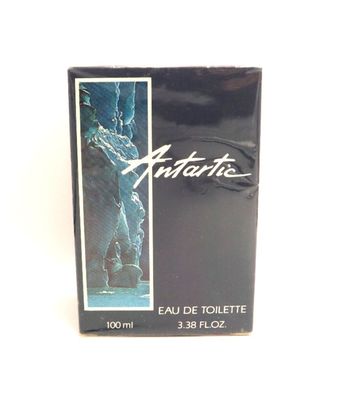 Antartic
EAU DE TOILETTE
100 ml 3.38 FL.OZ.